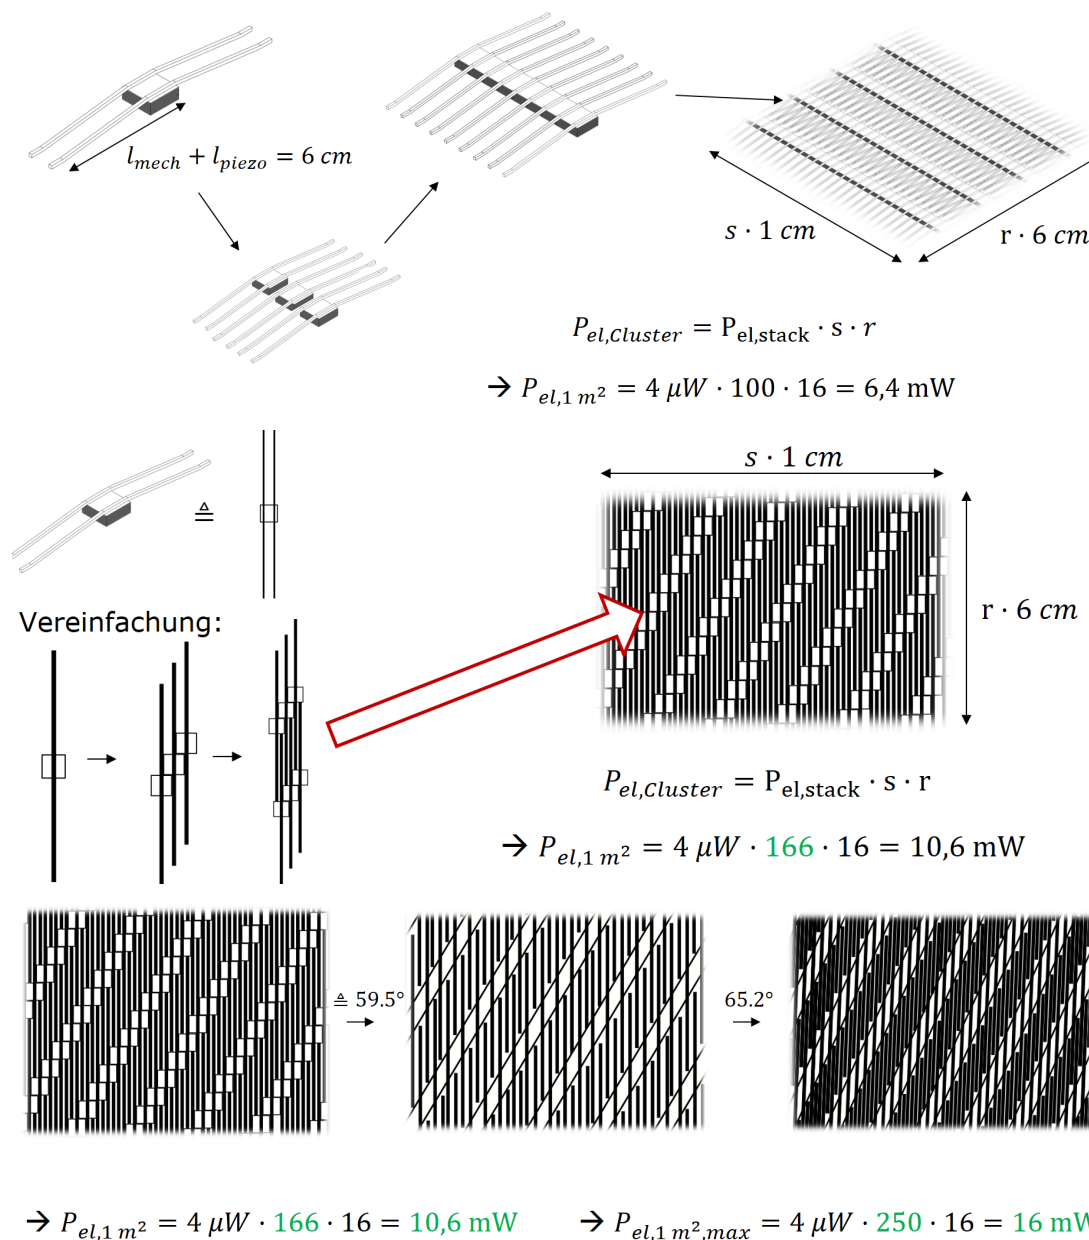 l_mech + l_piezo = 6 cm
s · 1 cm
r · 6 cm
P_el,Cluster = P_el,stack · s · r
→ P_el,1 m² = 4 μW · 100 · 16 = 6,4 mW
≙
s · 1 cm
r · 6 cm
Vereinfachung:
P_el,Cluster = P_el,stack · s · r
→ P_el,1 m² = 4 μW · 166 · 16 = 10,6 mW
≙ 59.5°
65.2°
→ P_el,1 m² = 4 μW · 166 · 16 = 10,6 mW
→ P_el,1 m²,max = 4 μW · 250 · 16 = 16 mW